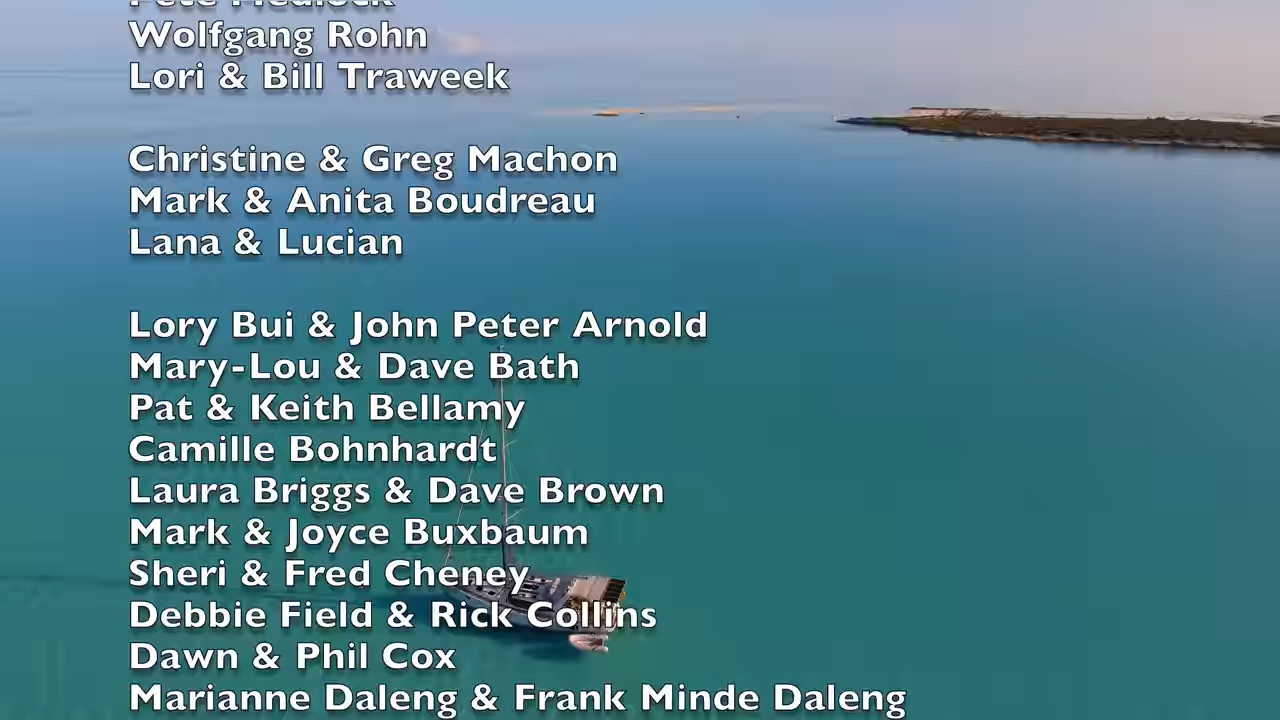 Wolfgang Rohn
Lori & Bill Traweek
Christine & Greg Machon
Mark & Anita Boudreau
Lana & Lucian
Lory Bui & John Peter Arnold
Mary-Lou & Dave Bath
Pat & Keith Bellamy
Camille Bohnhardt
Laura Briggs & Dave Brown
Mark & Joyce Buxbaum
Sheri & Fred Cheney
Debbie Field & Rick Collins
Dawn & Phil Cox
Marianne Daleng & Frank Minde Daleng